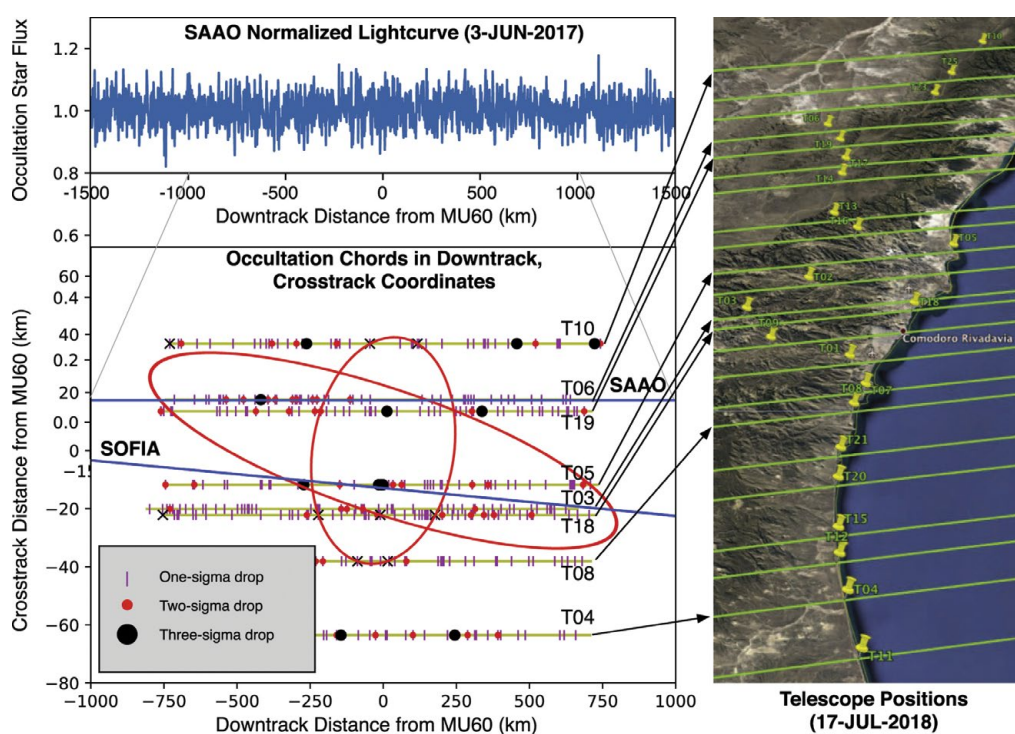 SAAO Normalized Lightcurve (3-JUN-2017)
Occultation Star Flux
1.2
1.0
0.8
0.6
0.4
0.2
0.0
-1500
-1000
-500
0
500
1000
1500
Downtrack Distance from MU60 (km)
Occultation Chords in Downtrack,
Crosstrack Coordinates
Crosstrack Distance from MU60 (km)
60
40
20
0
-20
-40
-60
-80
T10
T06
SAAO
T19
SOFIA
T05
T03
T18
T08
T04
One-sigma drop
Two-sigma drop
Three-sigma drop
-1000
-750
-500
-250
0
250
500
750
1000
Downtrack Distance from MU60 (km)
T16
T25
T06
T19
T14
T13
T16
T05
T02
T03
T18
T09
Comodoro Rivadavia
T01
T08
T07
T21
T20
T15
T12
T04
T11
Telescope Positions
(17-JUL-2018)